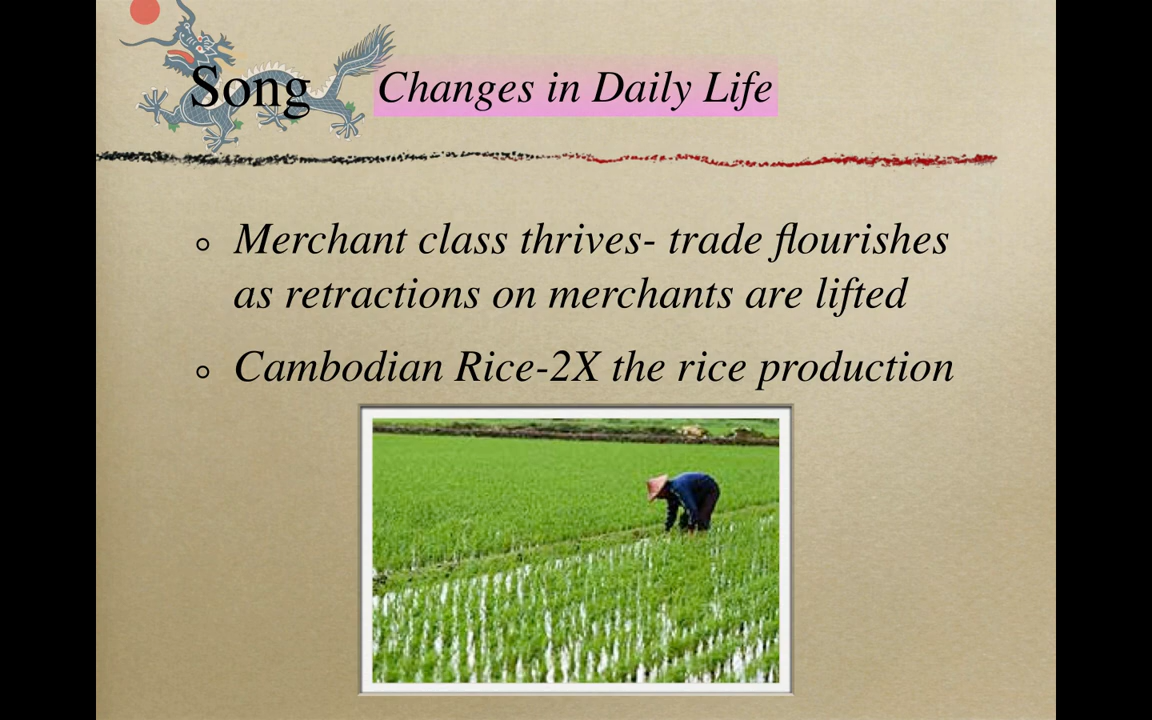 Song Changes in Daily Life
Merchant class thrives- trade flourishes
as retractions on merchants are lifted
Cambodian Rice-2X the rice production